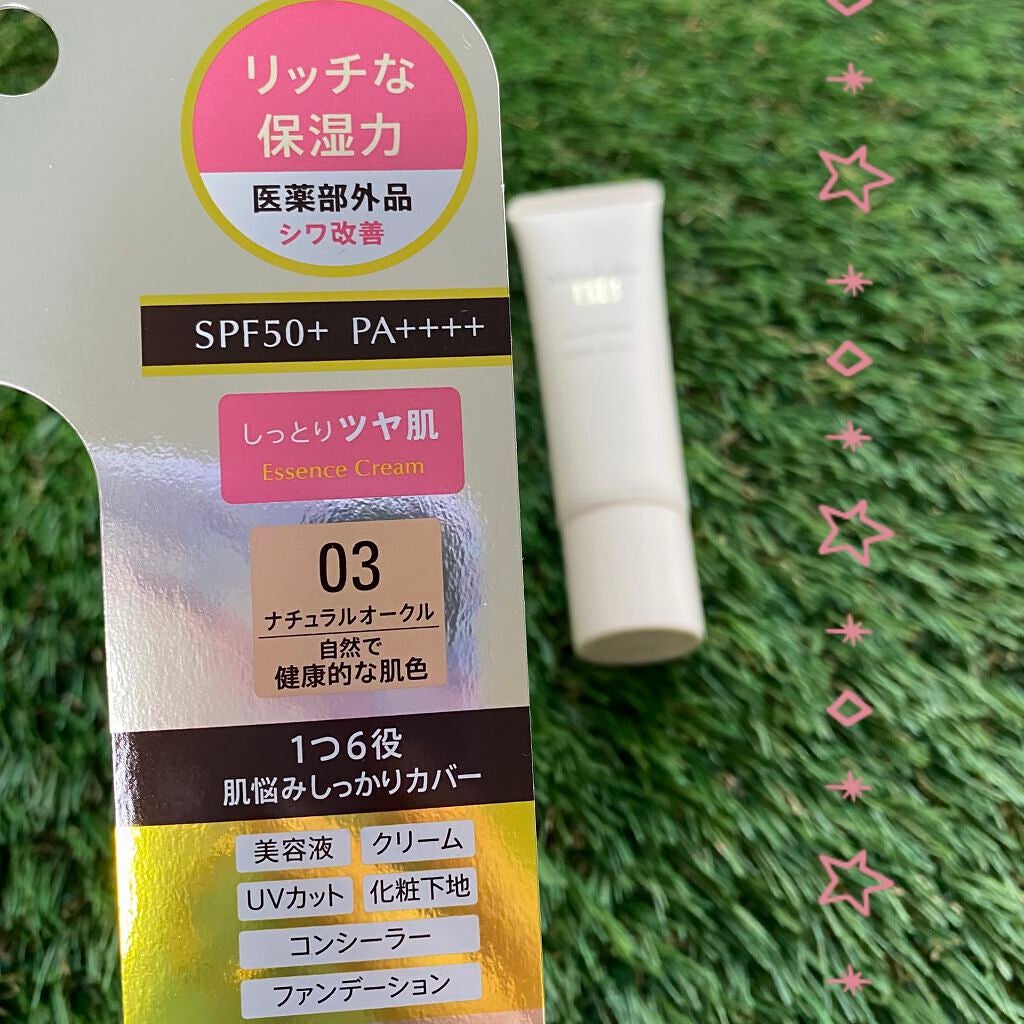 リッチな
保湿力
医薬部外品
シワ改善
SPF50+ PA++++
しっとりツヤ肌
Essence Cream
03
ナチュラルオークル
自然で
健康的な肌色
1つ6役
肌悩みしっかりカバー
美容液 クリーム
UVカット 化粧下地
コンシーラー
ファンデーション